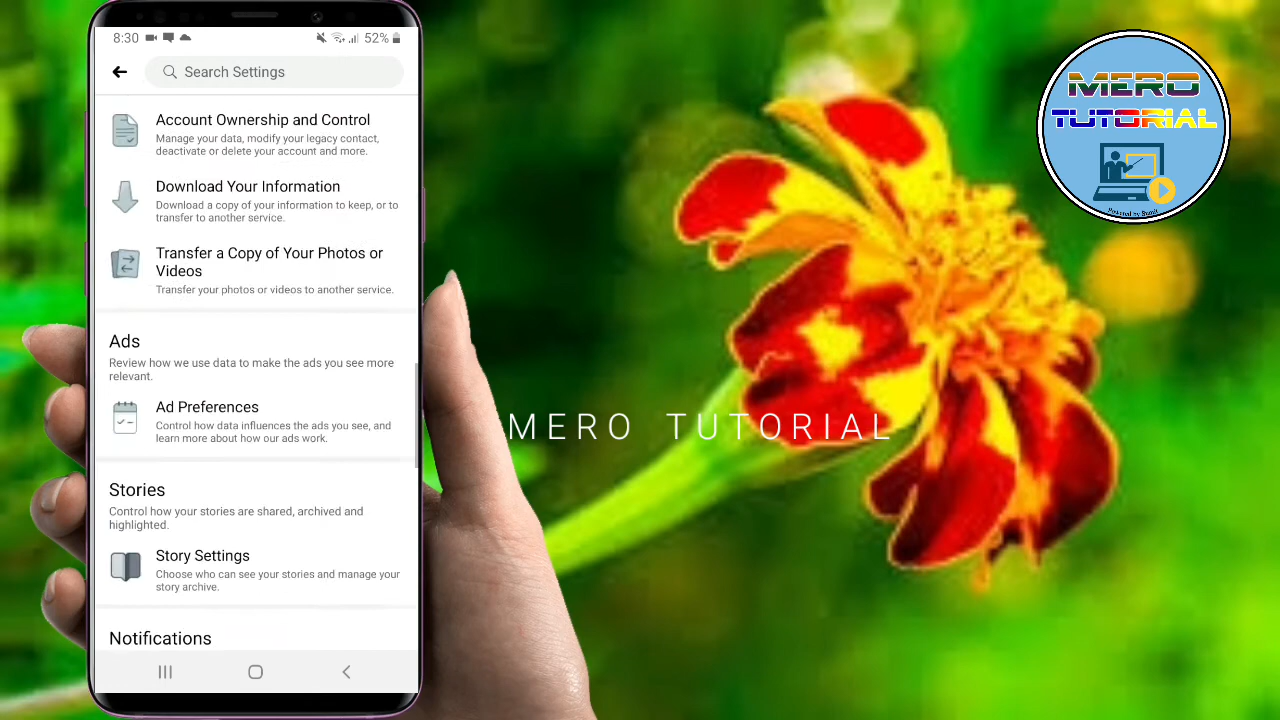 8:30
52%
Search Settings
Account Ownership and Control
Manage your data, modify your legacy contact,
deactivate or delete your account and more.
Download Your Information
Download a copy of your information to keep, or to
transfer to another service.
Transfer a Copy of Your Photos or
Videos
Transfer your photos or videos to another service.
Ads
Review how we use data to make the ads you see more
relevant.
Ad Preferences
Control how data influences the ads you see, and
learn more about how our ads work.
Stories
Control how your stories are shared, archived and
highlighted.
Story Settings
Choose who can see your stories and manage your
story archive.
Notifications
MERO TUTORIAL
MERO
TUTORIAL
Powered by Sunil